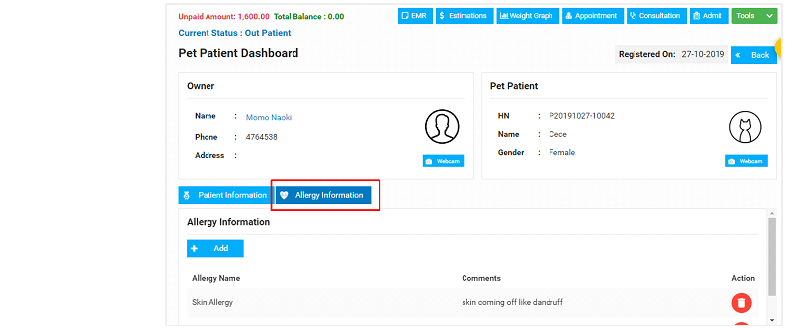 Unpaid Amount: 1,600.00 Total Balance : 0.00
EMR Estimations Weight Graph Appointment Consultation Admit Tools
Current Status : Out Patient
Pet Patient Dashboard
Registered On: 27-10-2019 « Back
Owner
Name : Momo Naoki
Phone : 4764538
Address :
Webcam
Pet Patient
HN : P20191027-10042
Name : Cece
Gender : Female
Webcam
Patient Information Allergy Information
Allergy Information
+ Add
Allergy Name Comments Action
Skin Allergy skin coming off like dandruff